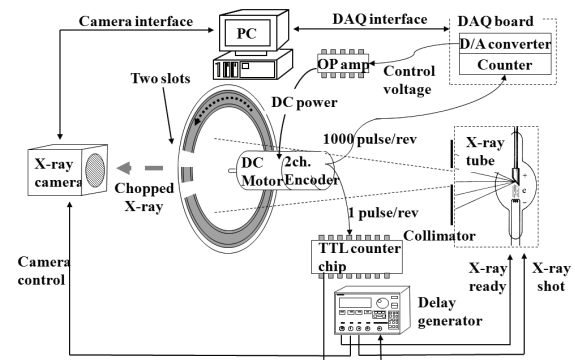 Camera interface
DAQ interface
DAQ board
PC
D/A converter
Counter
OP amp
Control
voltage
Two slots
DC power
1000 pulse/rev
X-ray
tube
X-ray
camera
Chopped
X-ray
DC
Motor
2ch.
Encoder
+
e
−
1 pulse/rev
Collimator
TTL counter
chip
Camera
control
X-ray
ready
X-ray
shot
Delay
generator